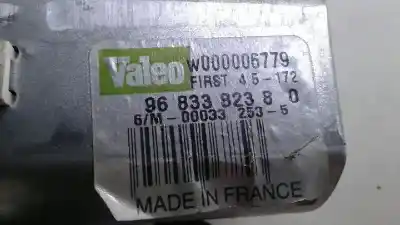 Valeo
W000006779
FIRST 4 5-172
96 833 823 8 0
6/M-00033 253-5
MADE IN FRANCE